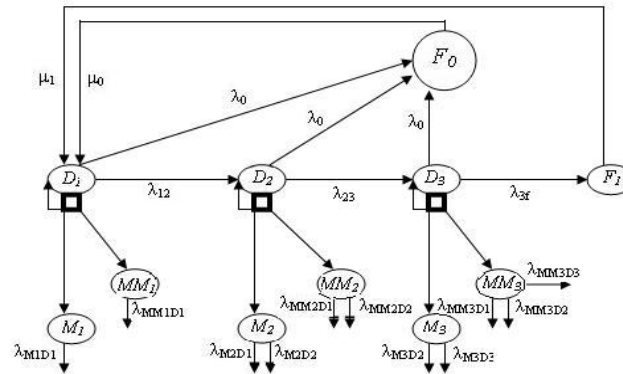 F₀
μ₁ μ₀
λ₀ λ₀ λ₀
D₁ λ₁₂ D₂ λ₂₃ D₃ λ₃f F₁
MM₁ MM₂ MM₃ λMM3D3
λMM1D1 λMM2D1 λMM2D2 λMM3D1 λMM3D2
M₁ M₂ M₃
λM1D1 λM2D1 λM2D2 λM3D2 λM3D3